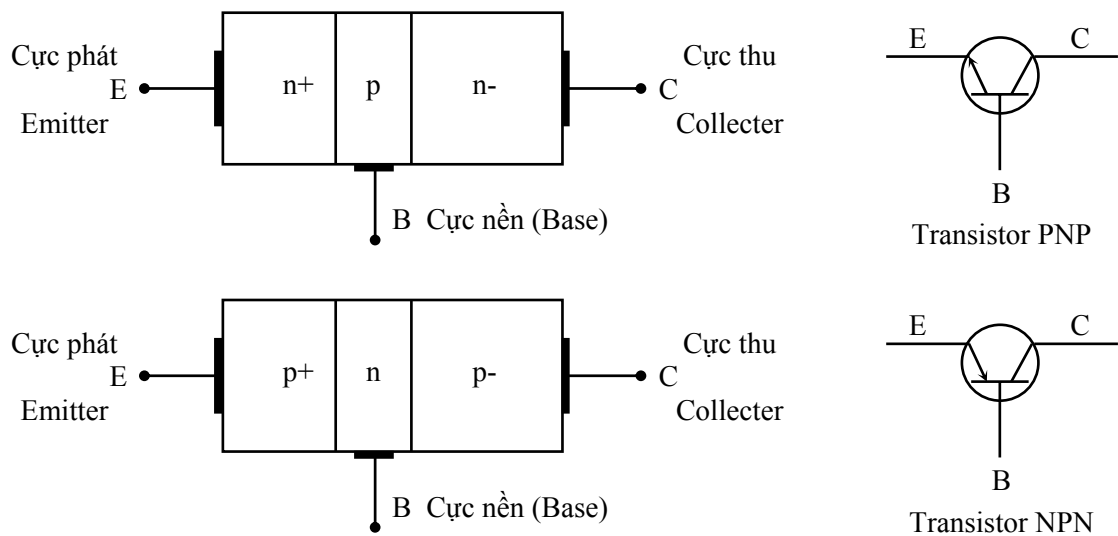 Cực phát
E
Emitter
n+
p
n-
Cực thu
C
Collecter
B Cực nền (Base)
E
C
B
Transistor PNP
Cực phát
E
Emitter
p+
n
p-
Cực thu
C
Collecter
B Cực nền (Base)
E
C
B
Transistor NPN